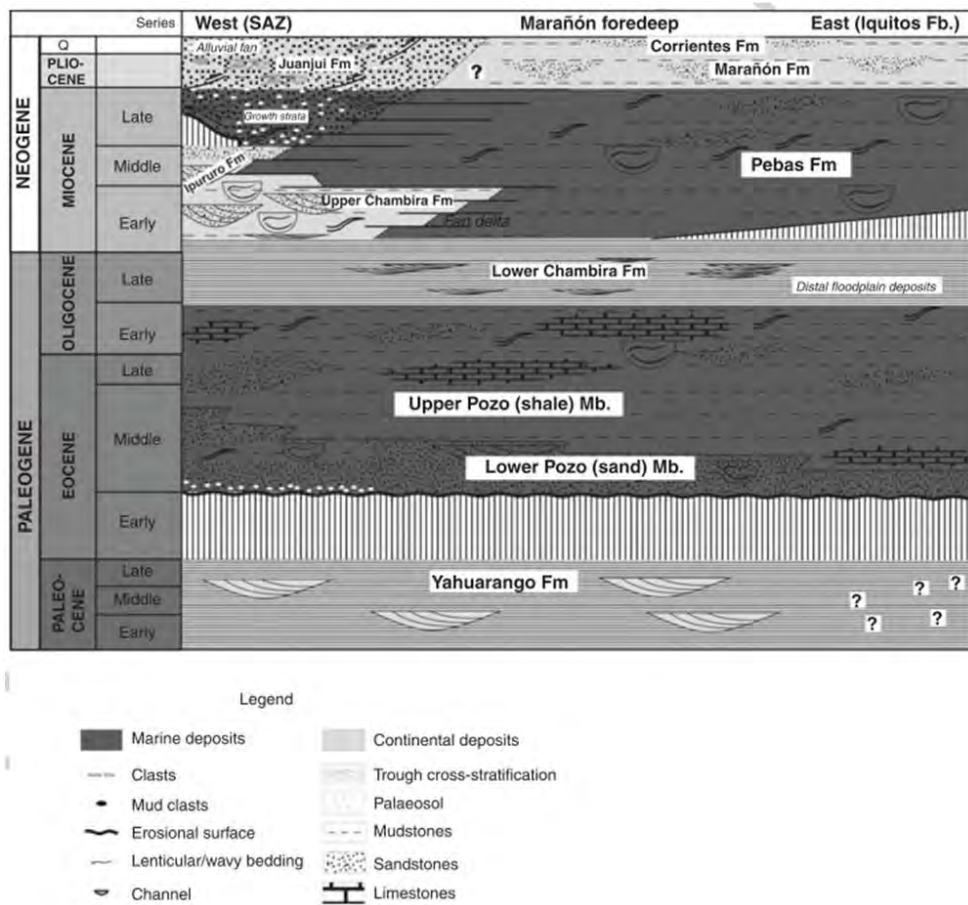 Series West (SAZ) Marañón foredeep East (Iquitos Fb.)
NEOGENE
PALEOGENE
Q
PLIO-
CENE
MIOCENE
OLIGOCENE
EOCENE
PALEO-
CENE
Late
Middle
Early
Late
Early
Late
Middle
Early
Late
Middle
Early
Alluvial fan
Juanjui Fm
?
Corrientes Fm
Marañón Fm
Growth strata
Ipururo Fm
Pebas Fm
Upper Chambira Fm
Fan delta
Lower Chambira Fm
Distal floodplain deposits
Upper Pozo (shale) Mb.
Lower Pozo (sand) Mb.
Yahuarango Fm
? ?
?
? ?
?
Legend
Marine deposits Continental deposits
Clasts Trough cross-stratification
Mud clasts Palaeosol
Erosional surface Mudstones
Lenticular/wavy bedding Sandstones
Channel Limestones